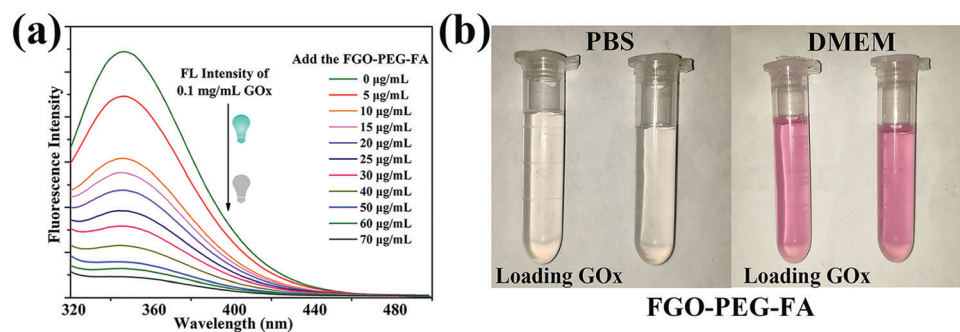 (a)
Fluorescence Intensity
FL Intensity of
0.1 mg/mL GOx
Add the FGO-PEG-FA
0 µg/mL
5 µg/mL
10 µg/mL
15 µg/mL
20 µg/mL
25 µg/mL
30 µg/mL
40 µg/mL
50 µg/mL
60 µg/mL
70 µg/mL
320 360 400 440 480
Wavelength (nm)
(b)
PBS
DMEM
Loading GOx
Loading GOx
FGO-PEG-FA